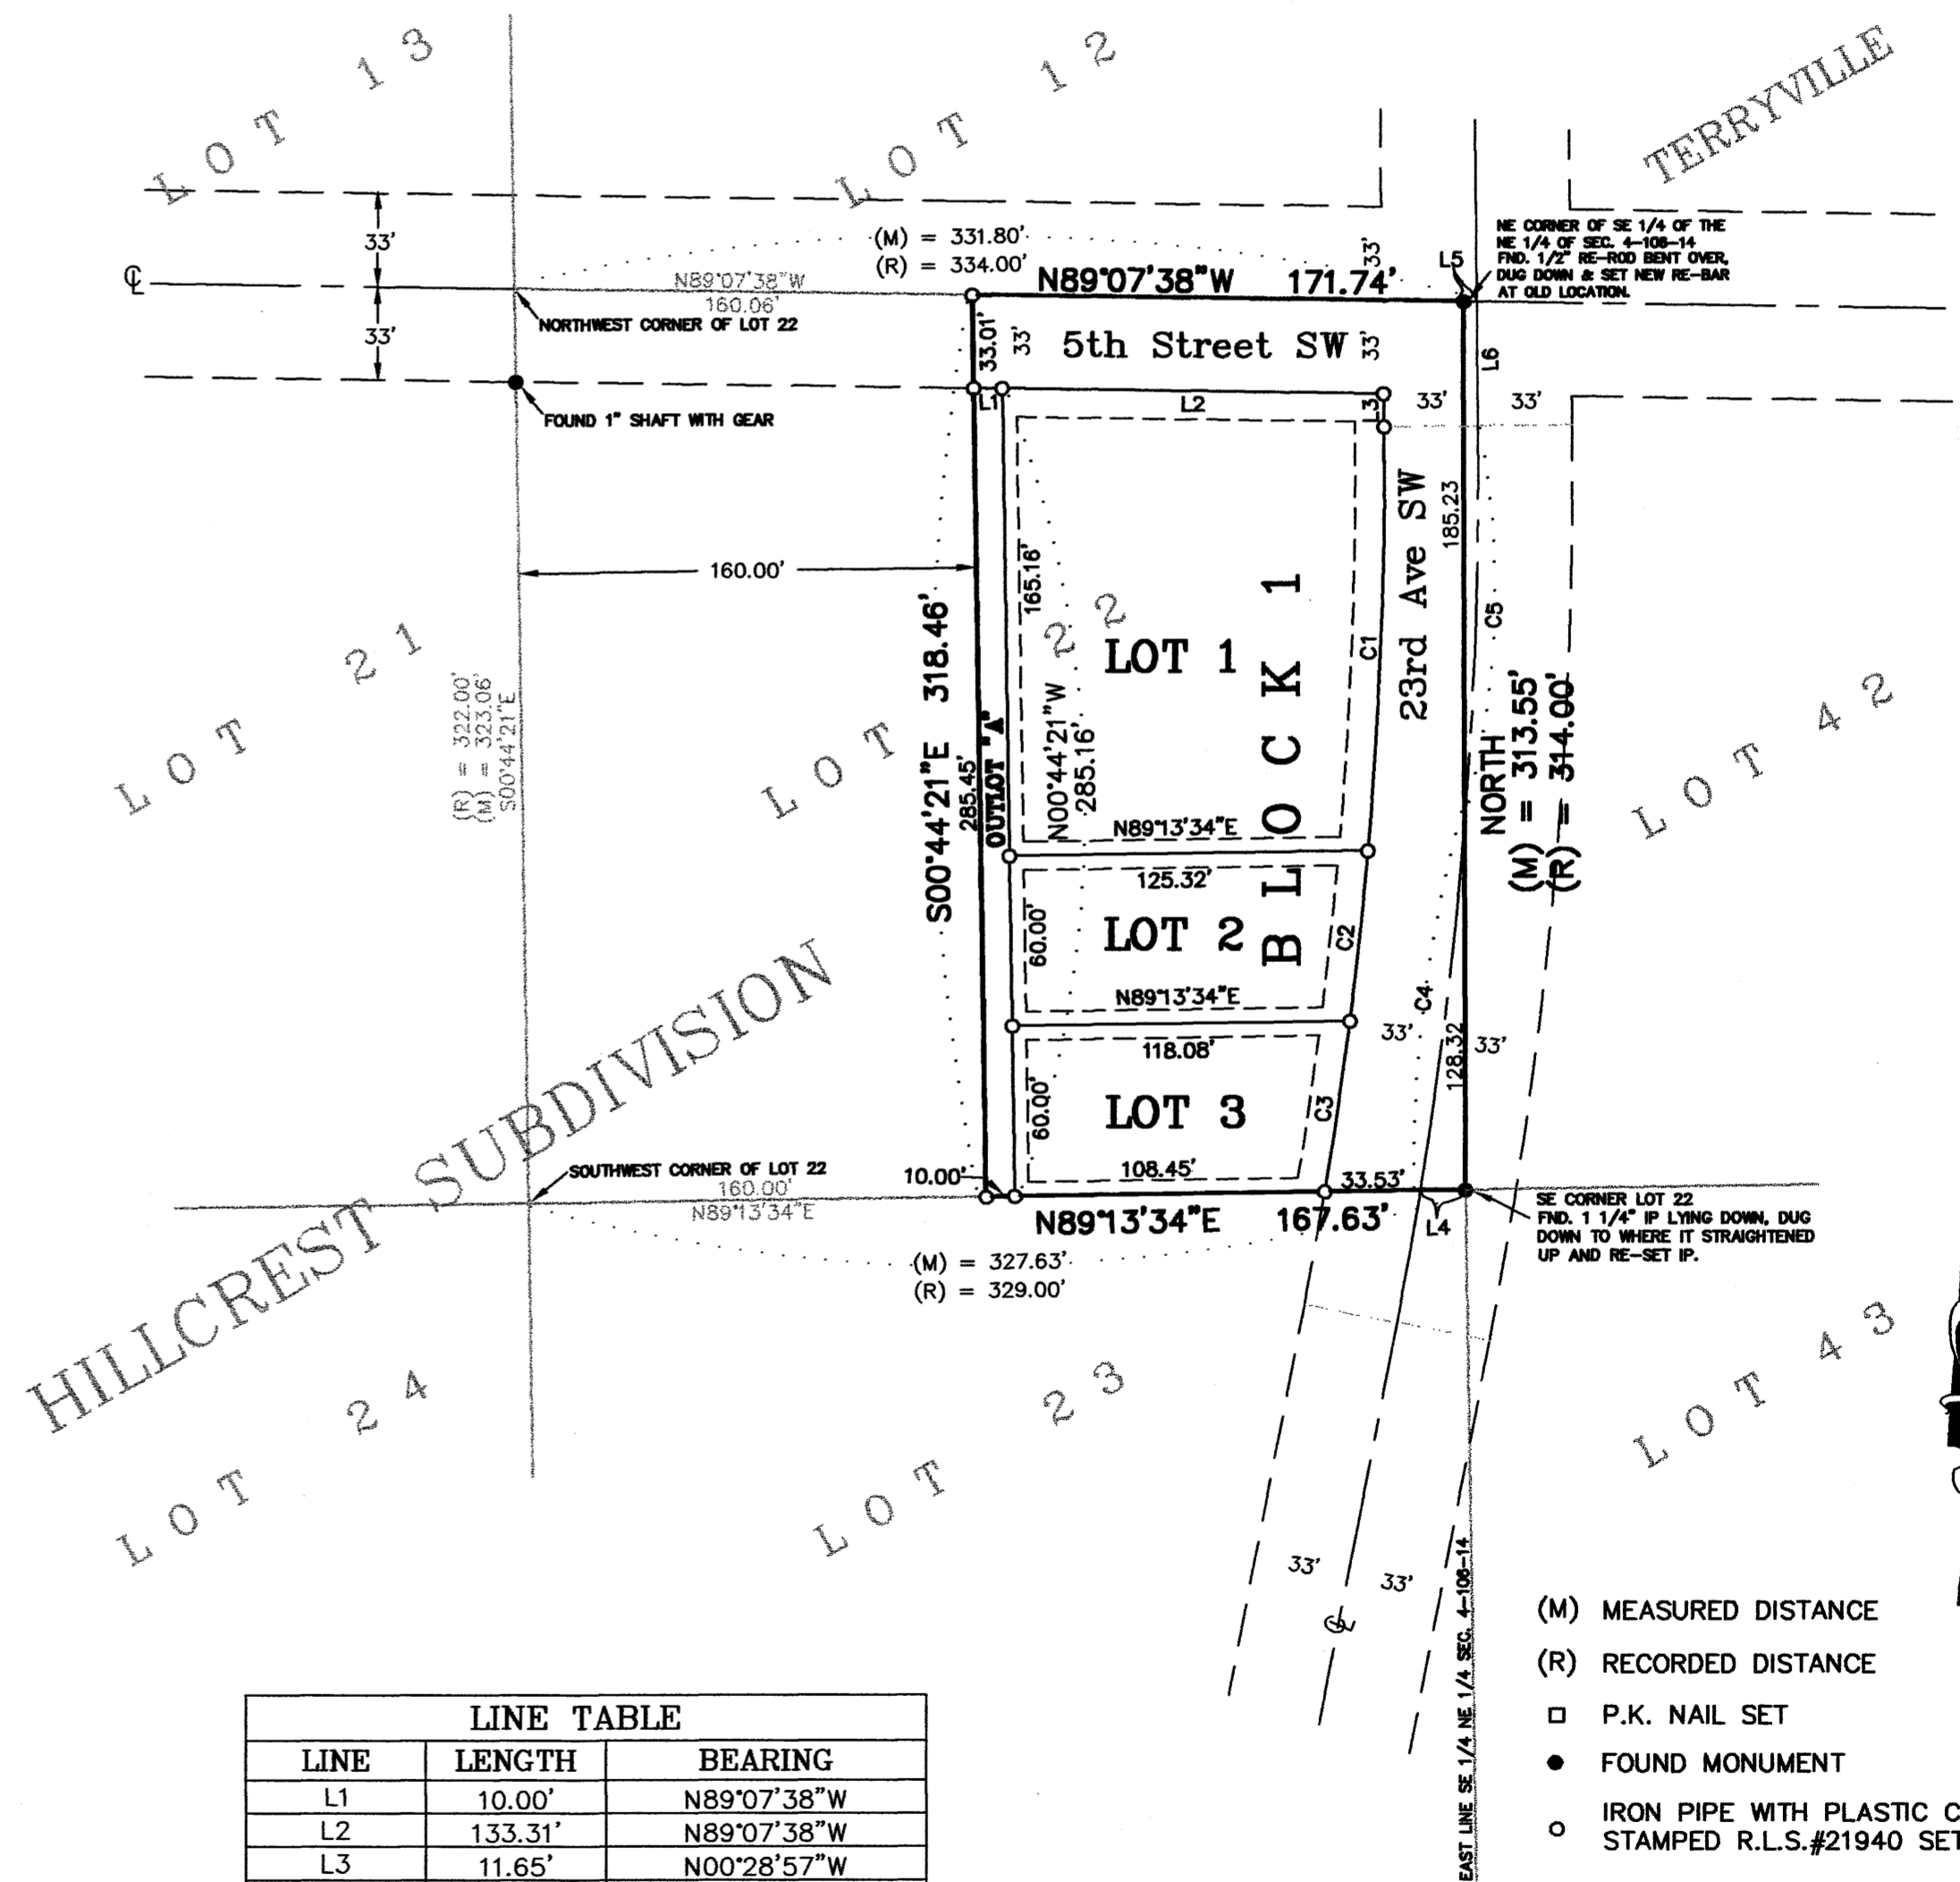 LOT 13
LOT 12
TERRYVILLE
33'
33'
℄
(M) = 331.80'
(R) = 334.00'
N89°07'38"W
160.06'
N89°07'38"W 171.74'
33'
L5
NE CORNER OF SE 1/4 OF THE
NE 1/4 OF SEC. 4-106-14
FND. 1/2" RE-ROD BENT OVER,
DUG DOWN & SET NEW RE-BAR
AT OLD LOCATION.
NORTHWEST CORNER OF LOT 22
33.01'
33'
5th Street SW
33'
L6
FOUND 1" SHAFT WITH GEAR
L1
L2
L3
33'
33'
160.00'
165.16'
LOT 1
C1
23rd Ave SW
185.23
C5
LOT 21
(R) = 322.00'
(M) = 323.06'
S00°44'21"E
S00°44'21"E 318.46'
285.45'
OUTLOT "A"
LOT 22
N00°44'21"W
285.16'
BLOCK 1
NORTH
(M) = 313.55'
(R) = 314.00'
LOT 42
N89°13'34"E
125.32'
60.00'
LOT 2
C2
N89°13'34"E
118.08'
60.00'
LOT 3
C3
C4
33'
128.32
33'
HILLCREST SUBDIVISION
SOUTHWEST CORNER OF LOT 22
160.00'
N89°13'34"E
10.00'
108.45'
33.53'
N89°13'34"E 167.63'
L4
SE CORNER LOT 22
FND. 1 1/4" IP LYING DOWN, DUG
DOWN TO WHERE IT STRAIGHTENED
UP AND RE-SET IP.
(M) = 327.63'
(R) = 329.00'
LOT 24
LOT 23
LOT 43
33'
33'
℄
EAST LINE SE 1/4 NE 1/4 SEC. 4-106-14
(M) MEASURED DISTANCE
(R) RECORDED DISTANCE
P.K. NAIL SET
FOUND MONUMENT
IRON PIPE WITH PLASTIC C
STAMPED R.L.S.#21940 SET
LINE TABLE
LINE LENGTH BEARING
L1 10.00' N89°07'38"W
L2 133.31' N89°07'38"W
L3 11.65' N00°28'57"W